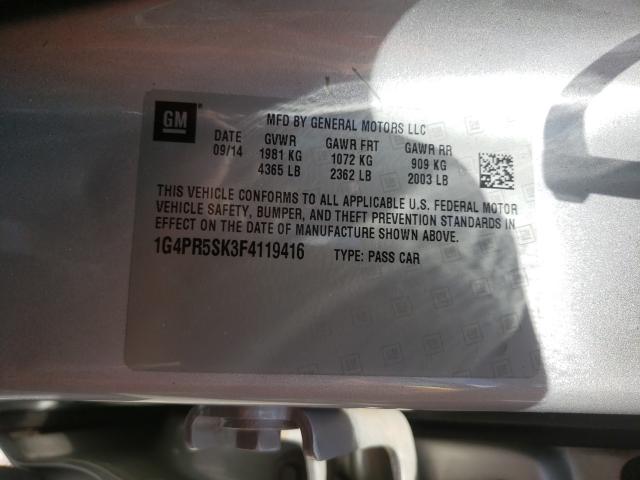 GM
MFD BY GENERAL MOTORS LLC
DATE GVWR GAWR FRT GAWR RR
09/14 1981 KG 1072 KG 909 KG
4365 LB 2362 LB 2003 LB
THIS VEHICLE CONFORMS TO ALL APPLICABLE U.S. FEDERAL MOTOR
VEHICLE SAFETY, BUMPER, AND THEFT PREVENTION STANDARDS IN
EFFECT ON THE DATE OF MANUFACTURE SHOWN ABOVE.
1G4PR5SK3F4119416 TYPE: PASS CAR